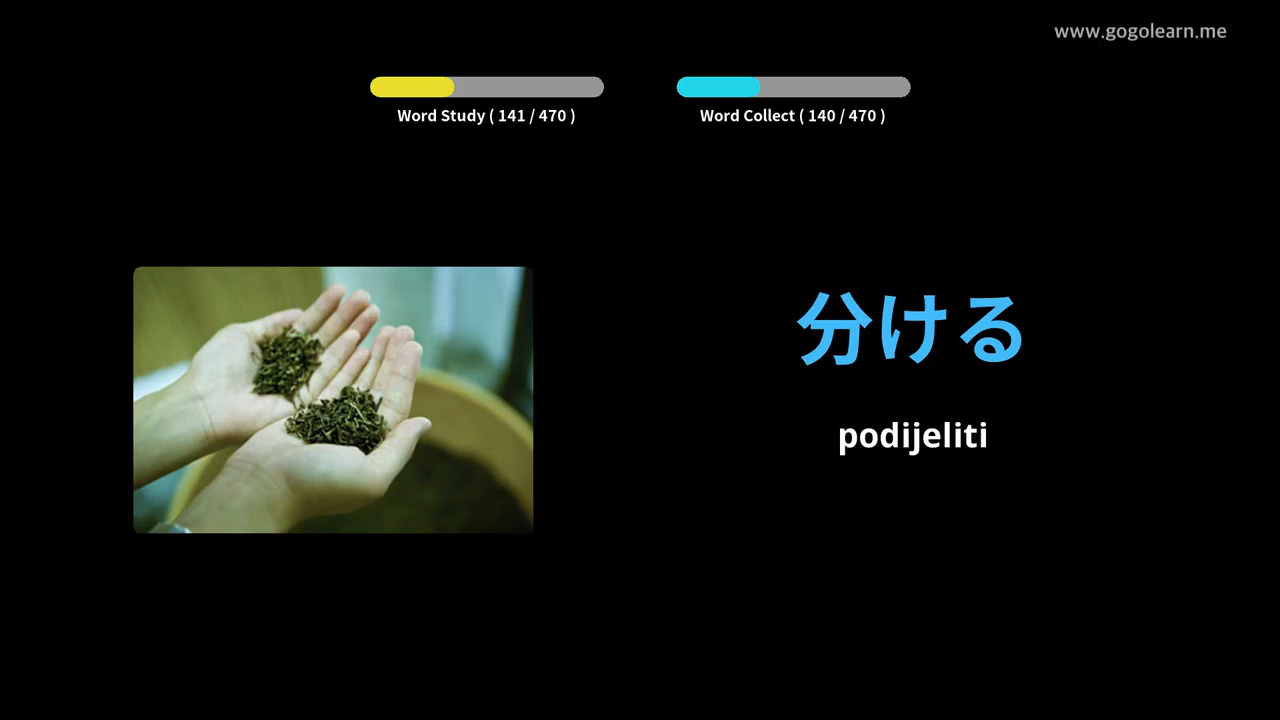 www.gogolearn.me
Word Study ( 141 / 470 )
Word Collect ( 140 / 470 )
分ける
podijeliti